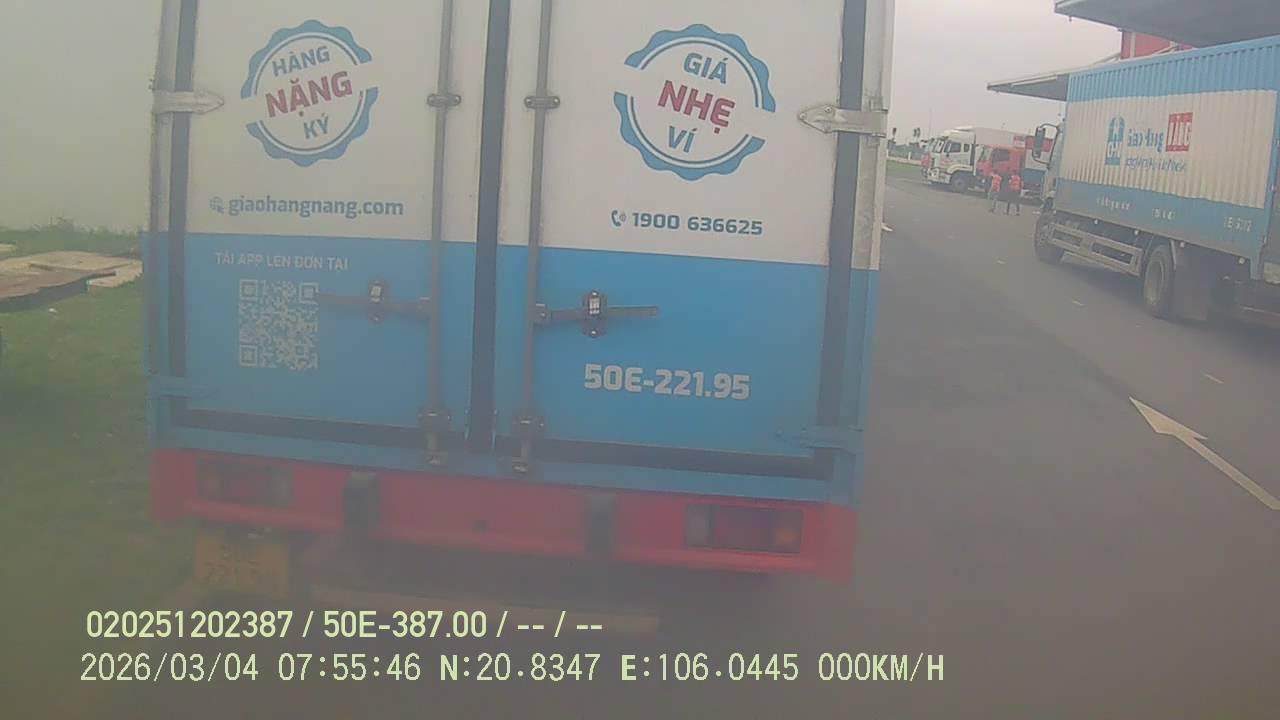 HÀNG
NẶNG
KÝ
GIÁ
NHẸ
VÍ
giaohangnang.com
1900 636625
TẢI APP LÊN ĐƠN TẠI
50E-221.95
020251202387 / 50E-387.00 / -- / --
2026/03/04 07:55:46 N:20.8347 E:106.0445 000KM/H